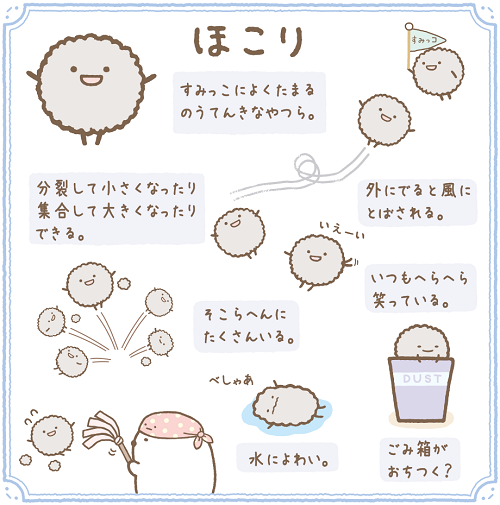 ほこり
すみっコ
すみっこによくたまる
のうてんきなやつら。
分裂して小さくなったり
集合して大きくなったり
できる。
外にでると風に
とばされる。
いえーい
いつもへらへら
笑っている。
そこらへんに
たくさんいる。
DUST
べしゃあ
水によわい。
ごみ箱が
おちつく?